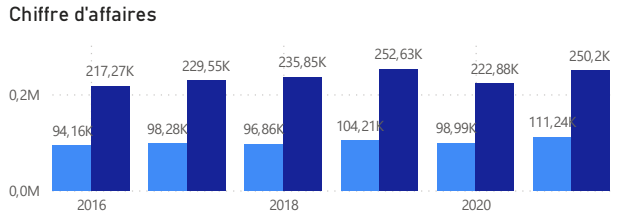 Chiffre d'affaires
252,63K
250,2K
235,85K
229,55K
222,88K
217,27K
111,24K
104,21K
98,28K
96,86K
98,99K
94,16K
0,2M
0,0M
2016
2018
2020